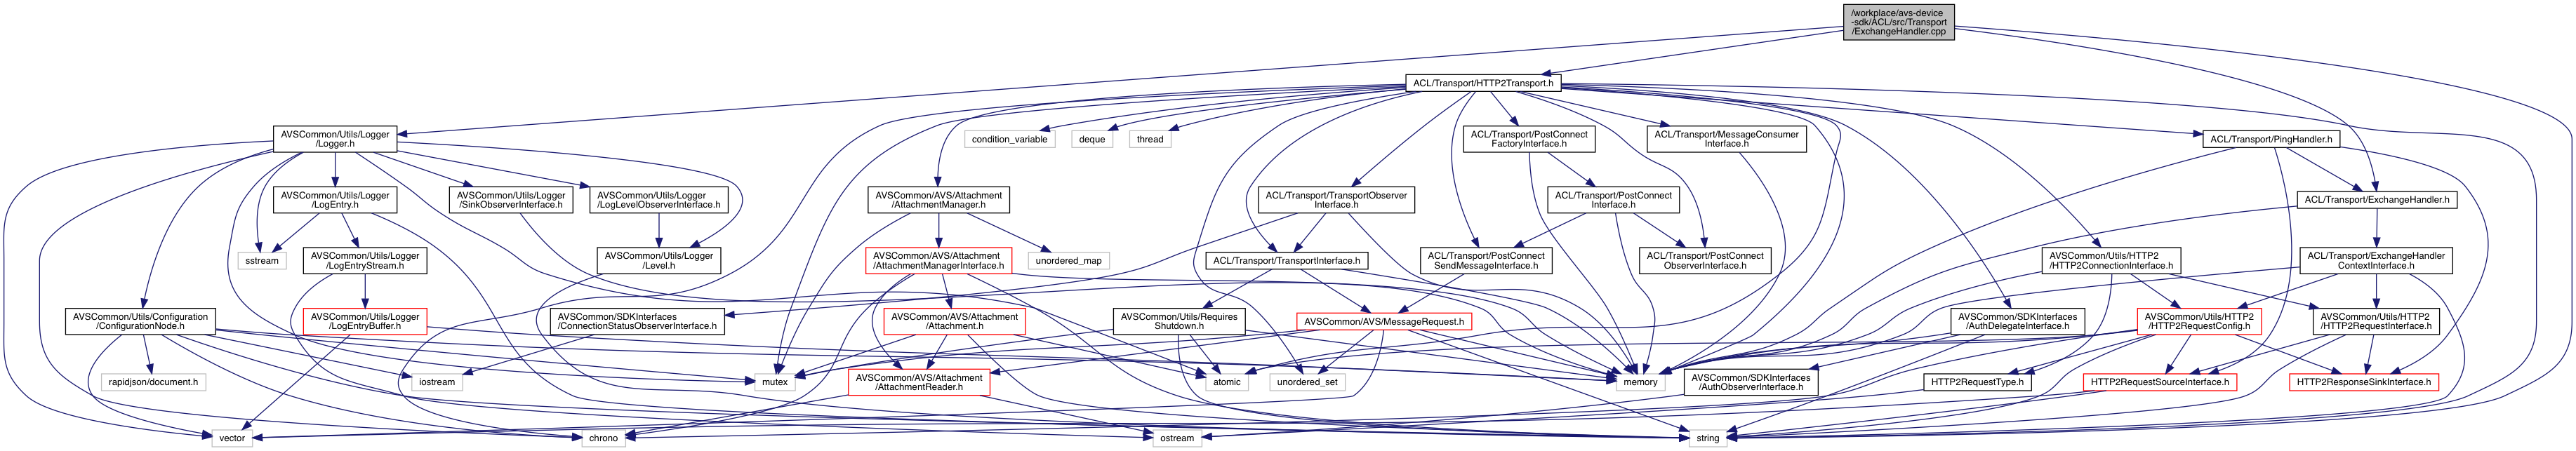 /workplace/avs-device
-sdk/ACL/src/Transport
/ExchangeHandler.cpp
ACL/Transport/HTTP2Transport.h
AVSCommon/Utils/Logger
/Logger.h
condition_variable
deque
thread
ACL/Transport/PostConnect
FactoryInterface.h
ACL/Transport/MessageConsumer
Interface.h
ACL/Transport/PingHandler.h
AVSCommon/Utils/Logger
/LogEntry.h
AVSCommon/Utils/Logger
/SinkObserverInterface.h
AVSCommon/Utils/Logger
/LogLevelObserverInterface.h
AVSCommon/AVS/Attachment
/AttachmentManager.h
ACL/Transport/TransportObserver
Interface.h
ACL/Transport/PostConnect
Interface.h
ACL/Transport/ExchangeHandler.h
sstream
AVSCommon/Utils/Logger
/LogEntryStream.h
AVSCommon/Utils/Logger
/Level.h
AVSCommon/AVS/Attachment
/AttachmentManagerInterface.h
unordered_map
ACL/Transport/TransportInterface.h
ACL/Transport/PostConnect
SendMessageInterface.h
ACL/Transport/PostConnect
ObserverInterface.h
AVSCommon/Utils/HTTP2
/HTTP2ConnectionInterface.h
ACL/Transport/ExchangeHandler
ContextInterface.h
AVSCommon/Utils/Configuration
/ConfigurationNode.h
AVSCommon/Utils/Logger
/LogEntryBuffer.h
AVSCommon/SDKInterfaces
/ConnectionStatusObserverInterface.h
AVSCommon/AVS/Attachment
/Attachment.h
AVSCommon/Utils/Requires
Shutdown.h
AVSCommon/AVS/MessageRequest.h
AVSCommon/SDKInterfaces
/AuthDelegateInterface.h
AVSCommon/Utils/HTTP2
/HTTP2RequestConfig.h
AVSCommon/Utils/HTTP2
/HTTP2RequestInterface.h
rapidjson/document.h
iostream
mutex
AVSCommon/AVS/Attachment
/AttachmentReader.h
atomic
unordered_set
memory
AVSCommon/SDKInterfaces
/AuthObserverInterface.h
HTTP2RequestType.h
HTTP2RequestSourceInterface.h
HTTP2ResponseSinkInterface.h
vector
chrono
ostream
string